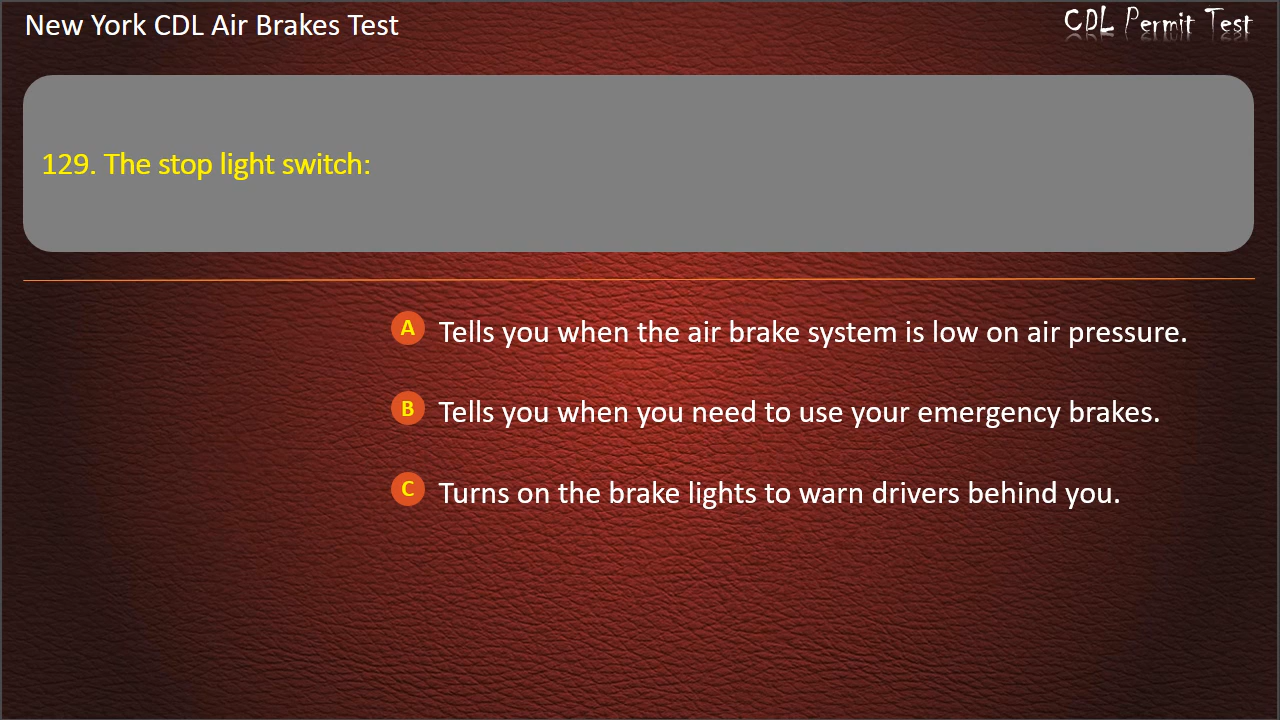 New York CDL Air Brakes Test
CDL Permit Test
129. The stop light switch:
A Tells you when the air brake system is low on air pressure.
B Tells you when you need to use your emergency brakes.
C Turns on the brake lights to warn drivers behind you.